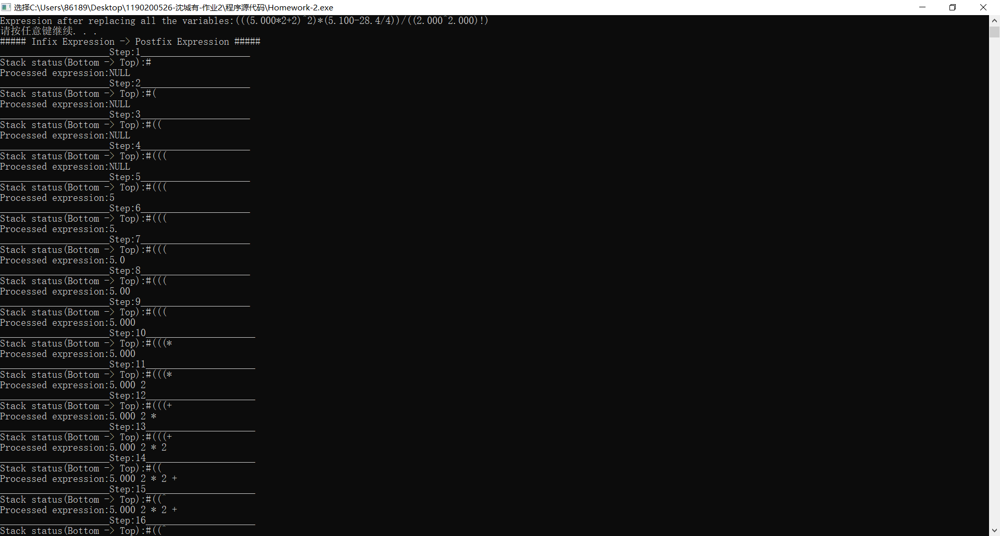 选择C:\Users\86189\Desktop\1190200526-沈城有-作业2\程序源代码\Homework-2.exe
Expression after replacing all the variables:(((5.000*2+2)^2)*(5.100-28.4/4))/((2.000^2.000)!)
请按任意键继续. . .
##### Infix Expression -> Postfix Expression #####
_____________________Step:1_____________________
Stack status(Bottom -> Top):#
Processed expression:NULL
_____________________Step:2_____________________
Stack status(Bottom -> Top):#(
Processed expression:NULL
_____________________Step:3_____________________
Stack status(Bottom -> Top):#((
Processed expression:NULL
_____________________Step:4_____________________
Stack status(Bottom -> Top):#(((
Processed expression:NULL
_____________________Step:5_____________________
Stack status(Bottom -> Top):#(((
Processed expression:5
_____________________Step:6_____________________
Stack status(Bottom -> Top):#(((
Processed expression:5.
_____________________Step:7_____________________
Stack status(Bottom -> Top):#(((
Processed expression:5.0
_____________________Step:8_____________________
Stack status(Bottom -> Top):#(((
Processed expression:5.00
_____________________Step:9_____________________
Stack status(Bottom -> Top):#(((
Processed expression:5.000
_____________________Step:10_____________________
Stack status(Bottom -> Top):#(((*
Processed expression:5.000
_____________________Step:11_____________________
Stack status(Bottom -> Top):#(((*
Processed expression:5.000 2
_____________________Step:12_____________________
Stack status(Bottom -> Top):#(((+
Processed expression:5.000 2 *
_____________________Step:13_____________________
Stack status(Bottom -> Top):#(((+
Processed expression:5.000 2 * 2
_____________________Step:14_____________________
Stack status(Bottom -> Top):#((
Processed expression:5.000 2 * 2 +
_____________________Step:15_____________________
Stack status(Bottom -> Top):#((^
Processed expression:5.000 2 * 2 +
_____________________Step:16_____________________
Stack status(Bottom -> Top):#((^